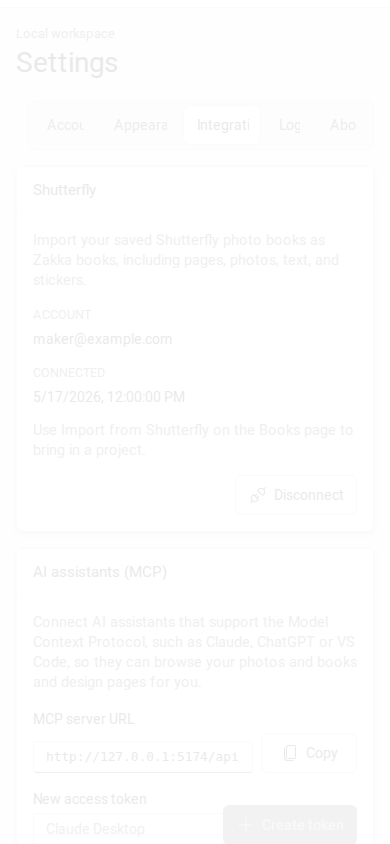 Local workspace
Settings
Accou
Appeara
Integrati
Log
Abo
Shutterfly
Import your saved Shutterfly photo books as
Zakka books, including pages, photos, text, and
stickers.
ACCOUNT
maker@example.com
CONNECTED
5/17/2026, 12:00:00 PM
Use Import from Shutterfly on the Books page to
bring in a project.
Disconnect
AI assistants (MCP)
Connect AI assistants that support the Model
Context Protocol, such as Claude, ChatGPT or VS
Code, so they can browse your photos and books
and design pages for you.
MCP server URL
http://127.0.0.1:5174/api
Copy
New access token
Claude Desktop
Create token